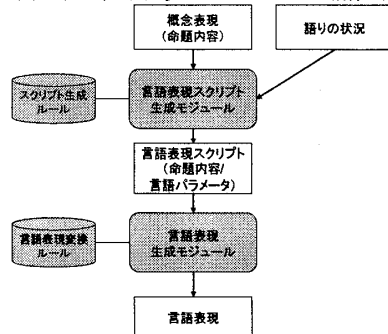 概念表現
(命題内容)
語りの状況
スクリプト生成
ルール
言語表現スクリプト
生成モジュール
言語表現スクリプト
(命題内容/
言語パラメータ)
言語表現変換
ルール
言語表現
生成モジュール
言語表現